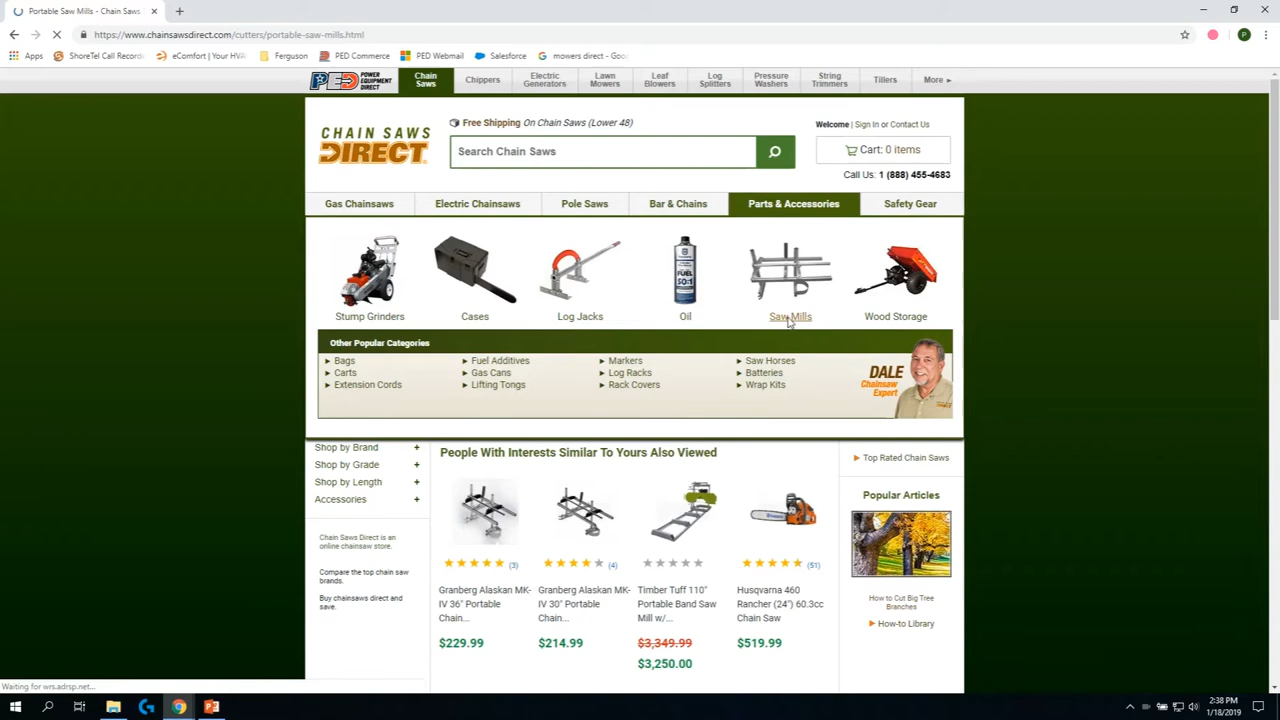 Portable Saw Mills - Chain Saws
https://www.chainsawsdirect.com/cutters/portable-saw-mills.html
Apps
ShoreTel Call Record
eComfort | Your HVA
Ferguson
PED Commerce
PED Webmail
Salesforce
mowers direct - Goo
PED POWER EQUIPMENT DIRECT
Chain Saws
Chippers
Electric Generators
Lawn Mowers
Leaf Blowers
Log Splitters
Pressure Washers
String Trimmers
Tillers
More ▸
CHAIN SAWS
DIRECT
Free Shipping On Chain Saws (Lower 48)
Search Chain Saws
Welcome | Sign In or Contact Us
Cart: 0 items
Call Us: 1 (888) 455-4683
Gas Chainsaws
Electric Chainsaws
Pole Saws
Bar & Chains
Parts & Accessories
Safety Gear
Stump Grinders
Cases
Log Jacks
Oil
Saw Mills
Wood Storage
Other Popular Categories
▸ Bags
▸ Carts
▸ Extension Cords
▸ Fuel Additives
▸ Gas Cans
▸ Lifting Tongs
▸ Markers
▸ Log Racks
▸ Rack Covers
▸ Saw Horses
▸ Batteries
▸ Wrap Kits
DALE
Chainsaw
Expert
Shop by Brand +
Shop by Grade +
Shop by Length +
Accessories +
Chain Saws Direct is an
online chainsaw store.
Compare the top chain saw
brands.
Buy chainsaws direct and
save.
People With Interests Similar To Yours Also Viewed
(3)
Granberg Alaskan MK-
IV 36" Portable
Chain...
$229.99
(4)
Granberg Alaskan MK-
IV 30" Portable
Chain...
$214.99
Timber Tuff 110"
Portable Band Saw
Mill w/...
$3,349.99
$3,250.00
(51)
Husqvarna 460
Rancher (24") 60.3cc
Chain Saw
$519.99
▸ Top Rated Chain Saws
Popular Articles
How to Cut Big Tree
Branches
▸ How-to Library
Waiting for wrs.adrsp.net...
2:38 PM
1/18/2019